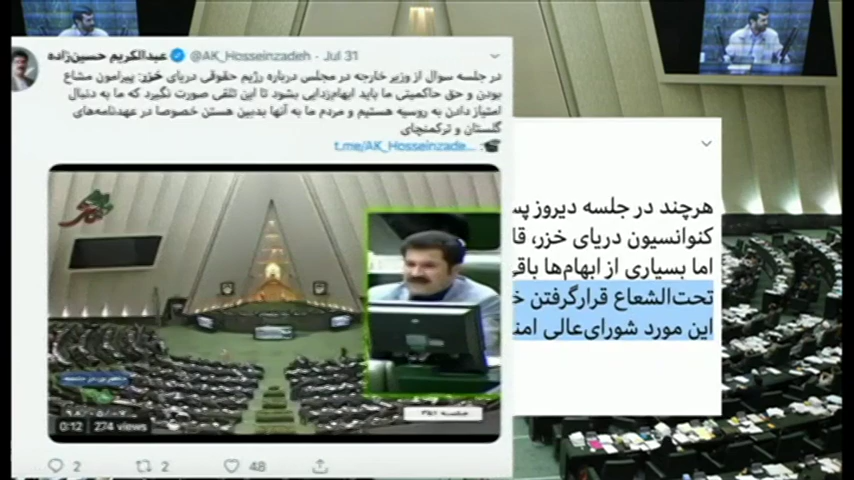 عبدالکریم حسین‌زاده @AK_Hosseinzadeh · Jul 31
در جلسه سوال از وزیر خارجه در مجلس درباره رژیم حقوقی دریای خزر: پیرامون مشاع
بودن و حق حاکمیتی ما باید ابهام‌زدایی بشود تا این تلقی صورت نگیرد که ما به دنبال
امتیاز دادن به روسیه هستیم و مردم ما به آنها بدبین هستن خصوصا در عهدنامه‌های
گلستان و ترکمنچای
t.me/AK_Hosseinzade...
جلسه ۳۵۱
0:12 274 views
2 2 48
هرچند در جلسه دیروز پس
کنوانسیون دریای خزر، قا
اما بسیاری از ابهام‌ها باقی
تحت‌الشعاع قرارگرفتن خ
این مورد شورای‌عالی امن